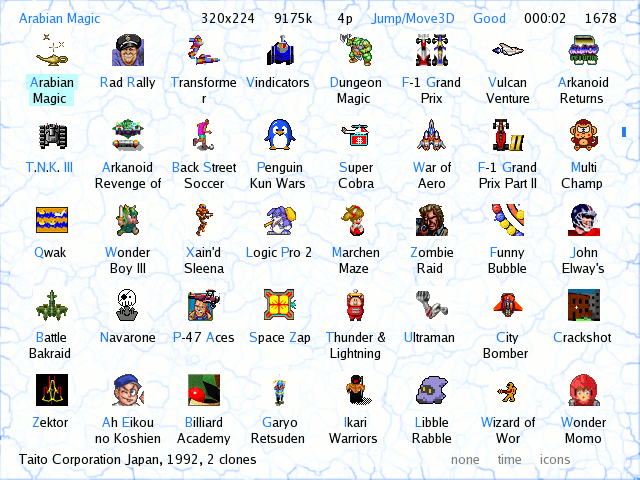 Arabian Magic 320x224 9175k 4p Jump/Move3D Good 000:02 1678
Arabian Rad Rally Transforme Vindicators Dungeon F-1 Grand Vulcan Arkanoid
Magic r Magic Prix Venture Returns
T.N.K. III Arkanoid Back Street Penguin Super War of F-1 Grand Multi
Revenge of Soccer Kun Wars Cobra Aero Prix Part II Champ
Qwak Wonder Xain'd Logic Pro 2 Marchen Zombie Funny John
Boy III Sleena Maze Raid Bubble Elway's
Battle Navarone P-47 Aces Space Zap Thunder & Ultraman City Crackshot
Bakraid Lightning Bomber
Zektor Ah Eikou Billiard Garyo Ikari Libble Wizard of Wonder
no Koshien Academy Retsuden Warriors Rabble Wor Momo
Taito Corporation Japan, 1992, 2 clones none time icons